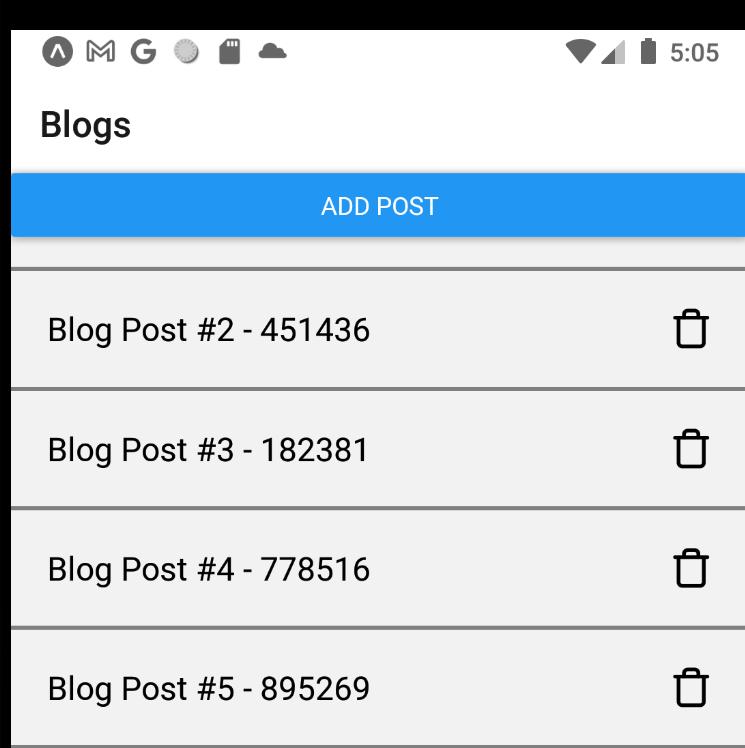 5:05
Blogs
ADD POST
Blog Post #2 - 451436
Blog Post #3 - 182381
Blog Post #4 - 778516
Blog Post #5 - 895269